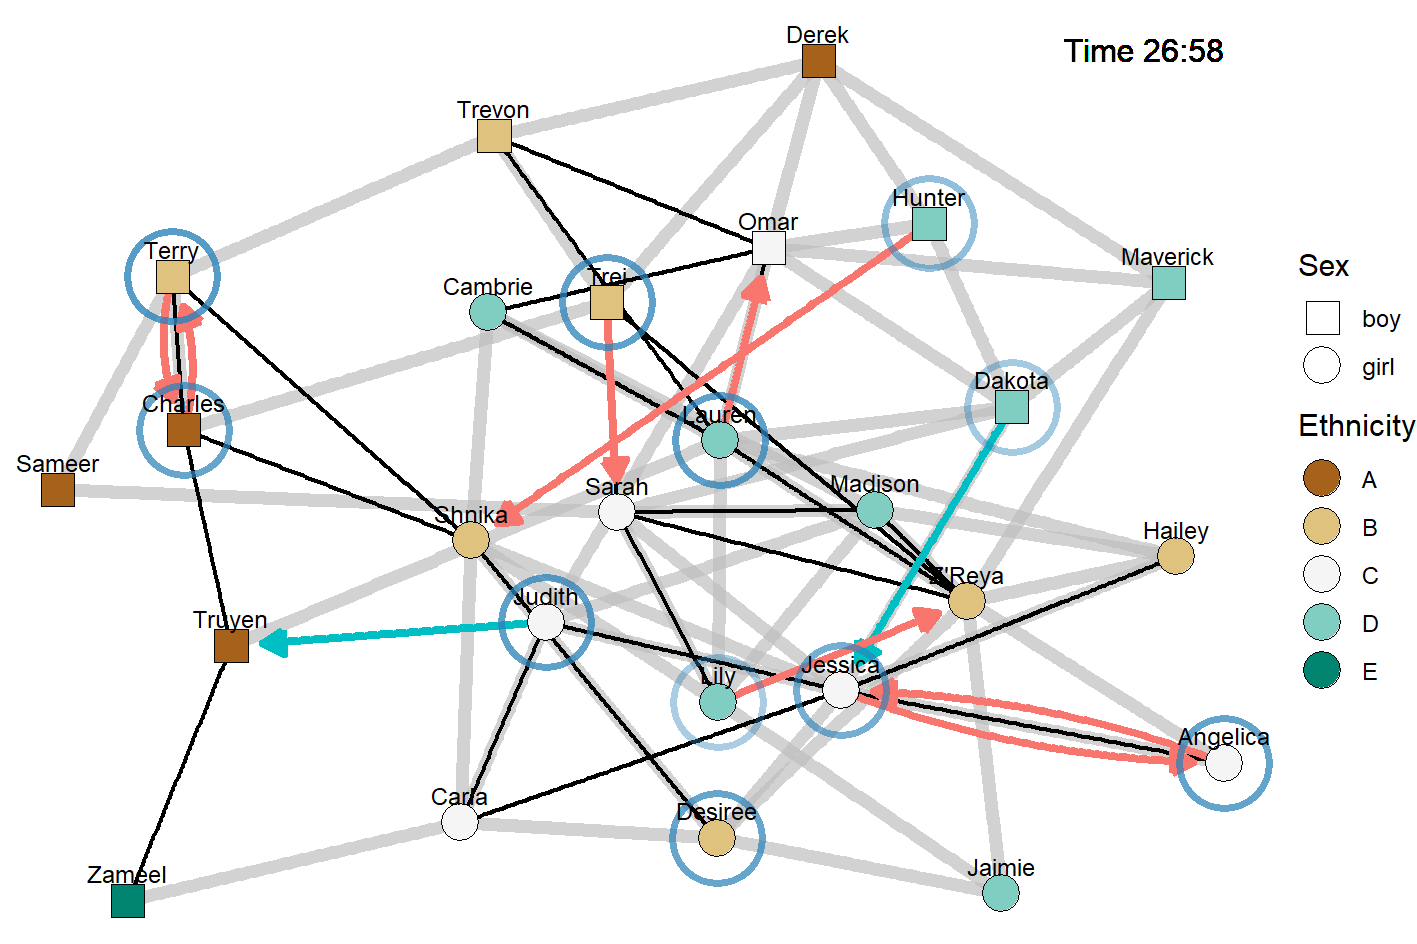 Derek
Time 26:58
Trevon
Hunter
Omar
Terry
Maverick
Sex
Trei
Cambrie
boy
girl
Dakota
Charles
Lauren
Ethnicity
Sameer
A
Sarah
Madison
Shnika
B
Hailey
Z'Reya
C
Judith
Truyen
D
Jessica
Lily
E
Angelica
Carla
Desiree
Zameel
Jaimie